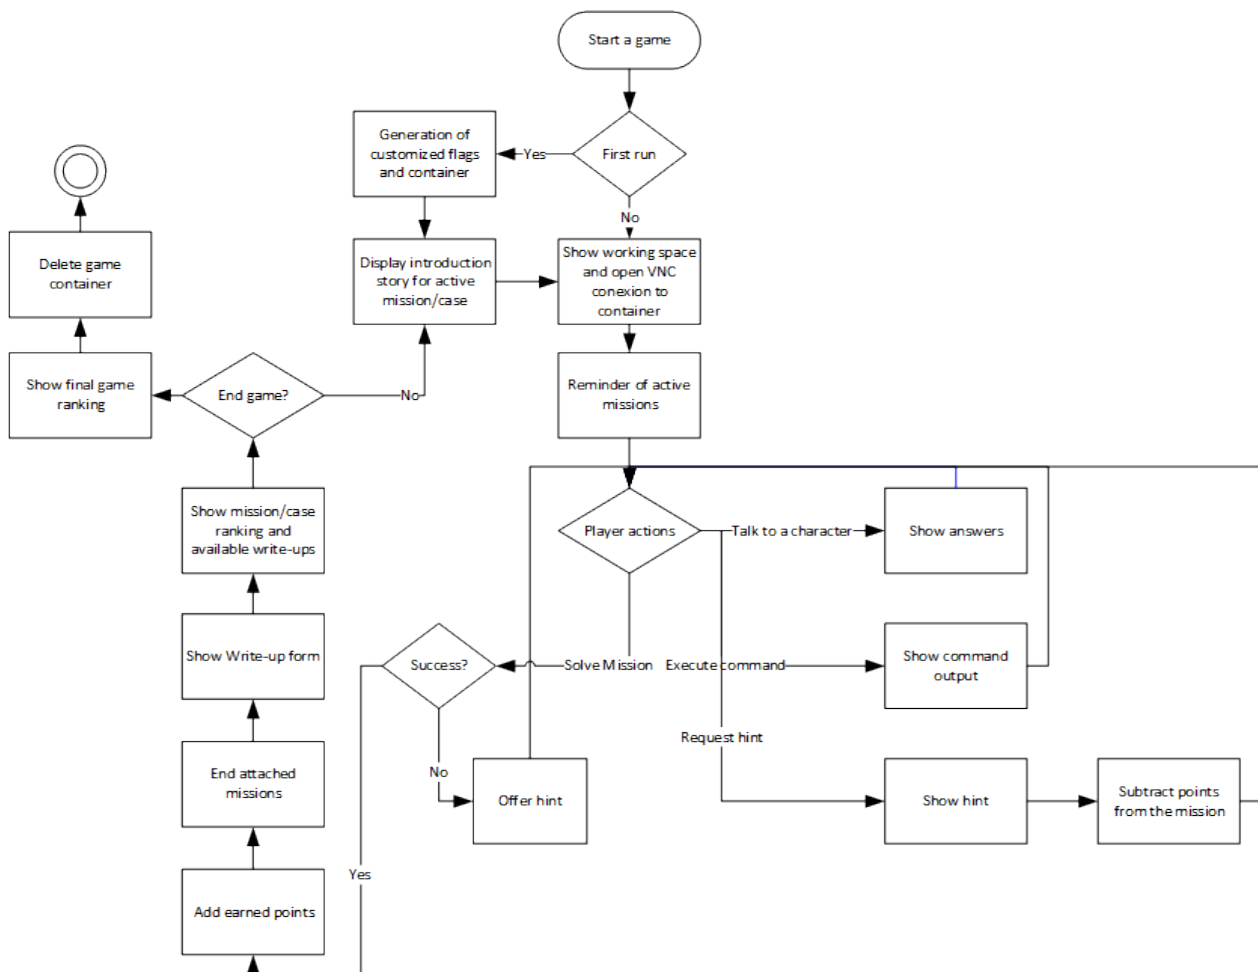 Start a game
Generation of
customized flags
and container
Yes
First run
No
Delete game
container
Display introduction
story for active
mission/case
Show working space
and open VNC
conexion to
container
Show final game
ranking
End game?
No
Reminder of active
missions
Show mission/case
ranking and
available write-ups
Player actions
Talk to a character
Show answers
Show Write-up form
Success?
Solve Mission
Execute command
Show command
output
Request hint
End attached
missions
No
Offer hint
Show hint
Subtract points
from the mission
Yes
Add earned points